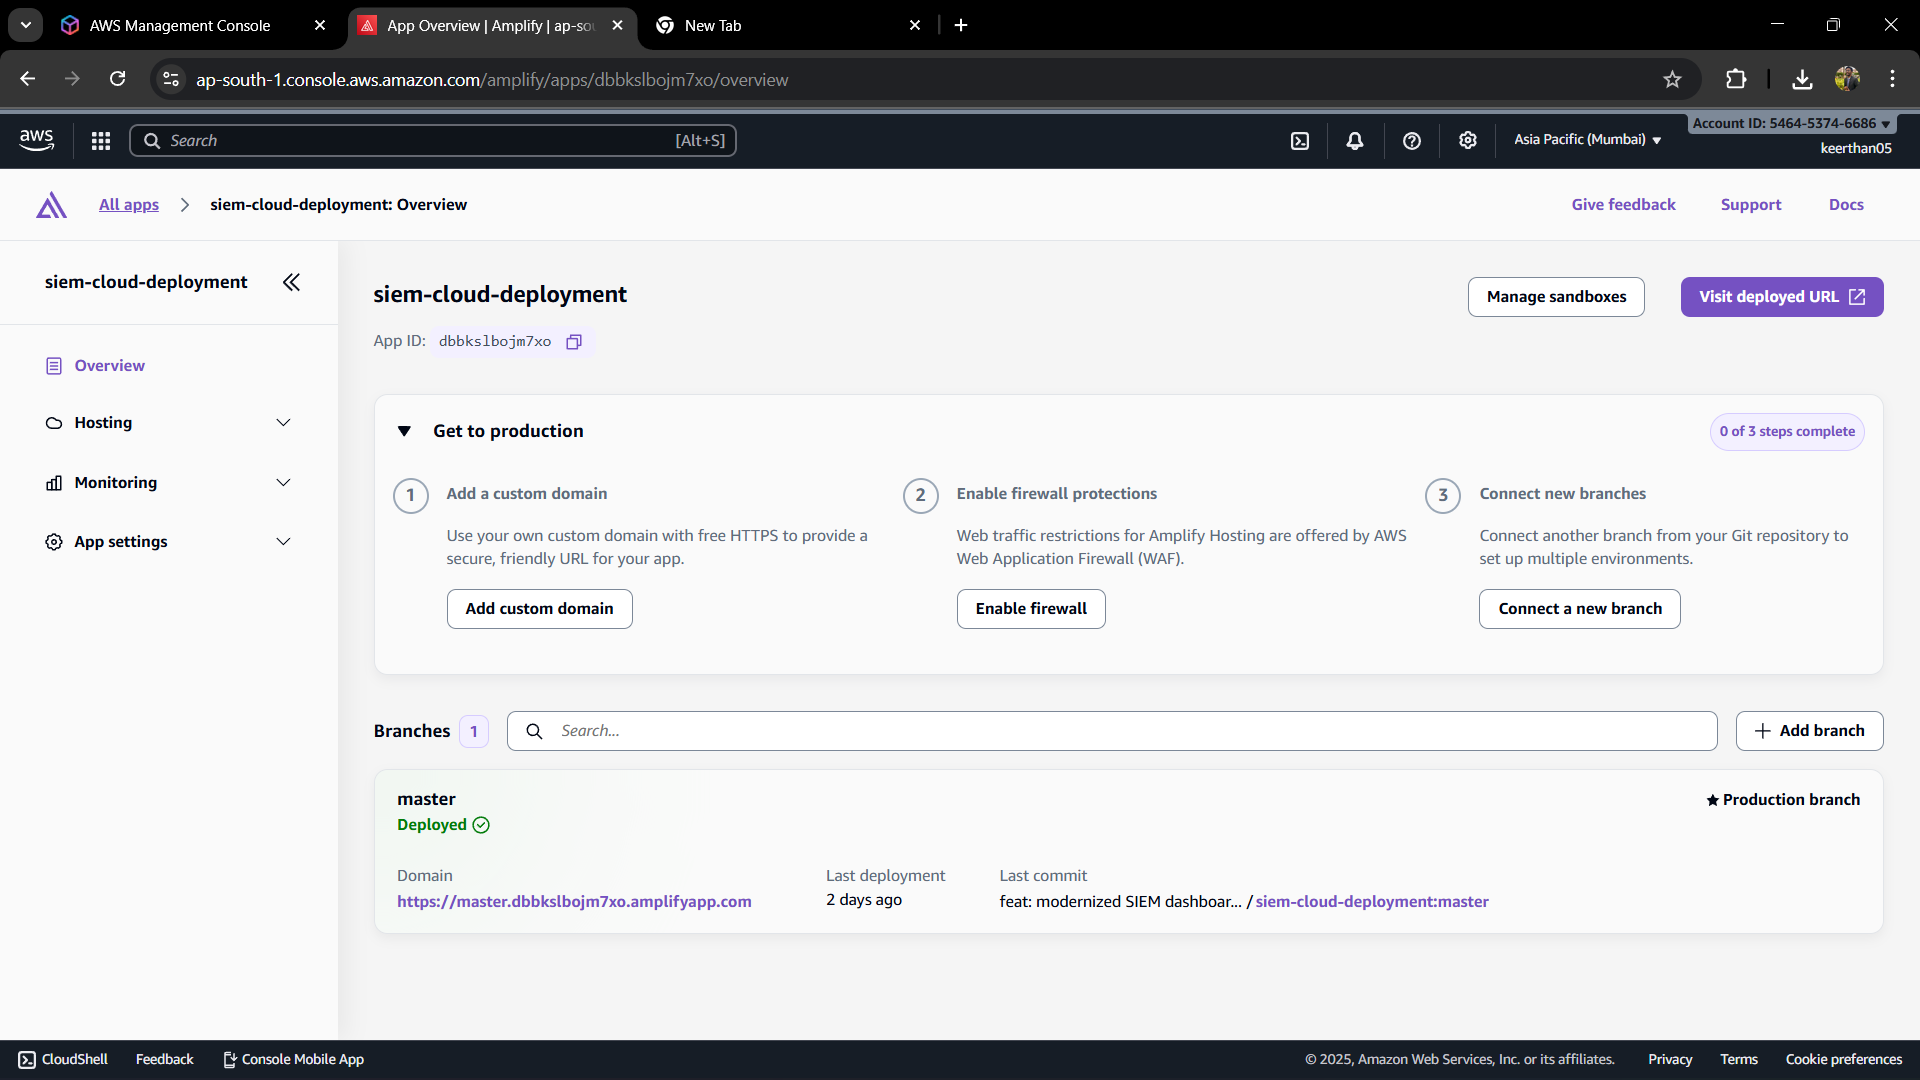 AWS Management Console
App Overview | Amplify | ap-sou
New Tab
ap-south-1.console.aws.amazon.com/amplify/apps/dbbkslbojm7xo/overview
aws
Search
[Alt+S]
Asia Pacific (Mumbai)
Account ID: 5464-5374-6686
keerthan05
All apps
siem-cloud-deployment: Overview
Give feedback
Support
Docs
siem-cloud-deployment
Overview
Hosting
Monitoring
App settings
siem-cloud-deployment
App ID: dbbkslbojm7xo
Manage sandboxes
Visit deployed URL
Get to production
0 of 3 steps complete
1
Add a custom domain
Use your own custom domain with free HTTPS to provide a
secure, friendly URL for your app.
Add custom domain
2
Enable firewall protections
Web traffic restrictions for Amplify Hosting are offered by AWS
Web Application Firewall (WAF).
Enable firewall
3
Connect new branches
Connect another branch from your Git repository to
set up multiple environments.
Connect a new branch
Branches 1
Search...
Add branch
master
Deployed
Production branch
Domain
https://master.dbbkslbojm7xo.amplifyapp.com
Last deployment
2 days ago
Last commit
feat: modernized SIEM dashboar... / siem-cloud-deployment:master
CloudShell
Feedback
Console Mobile App
© 2025, Amazon Web Services, Inc. or its affiliates.
Privacy
Terms
Cookie preferences